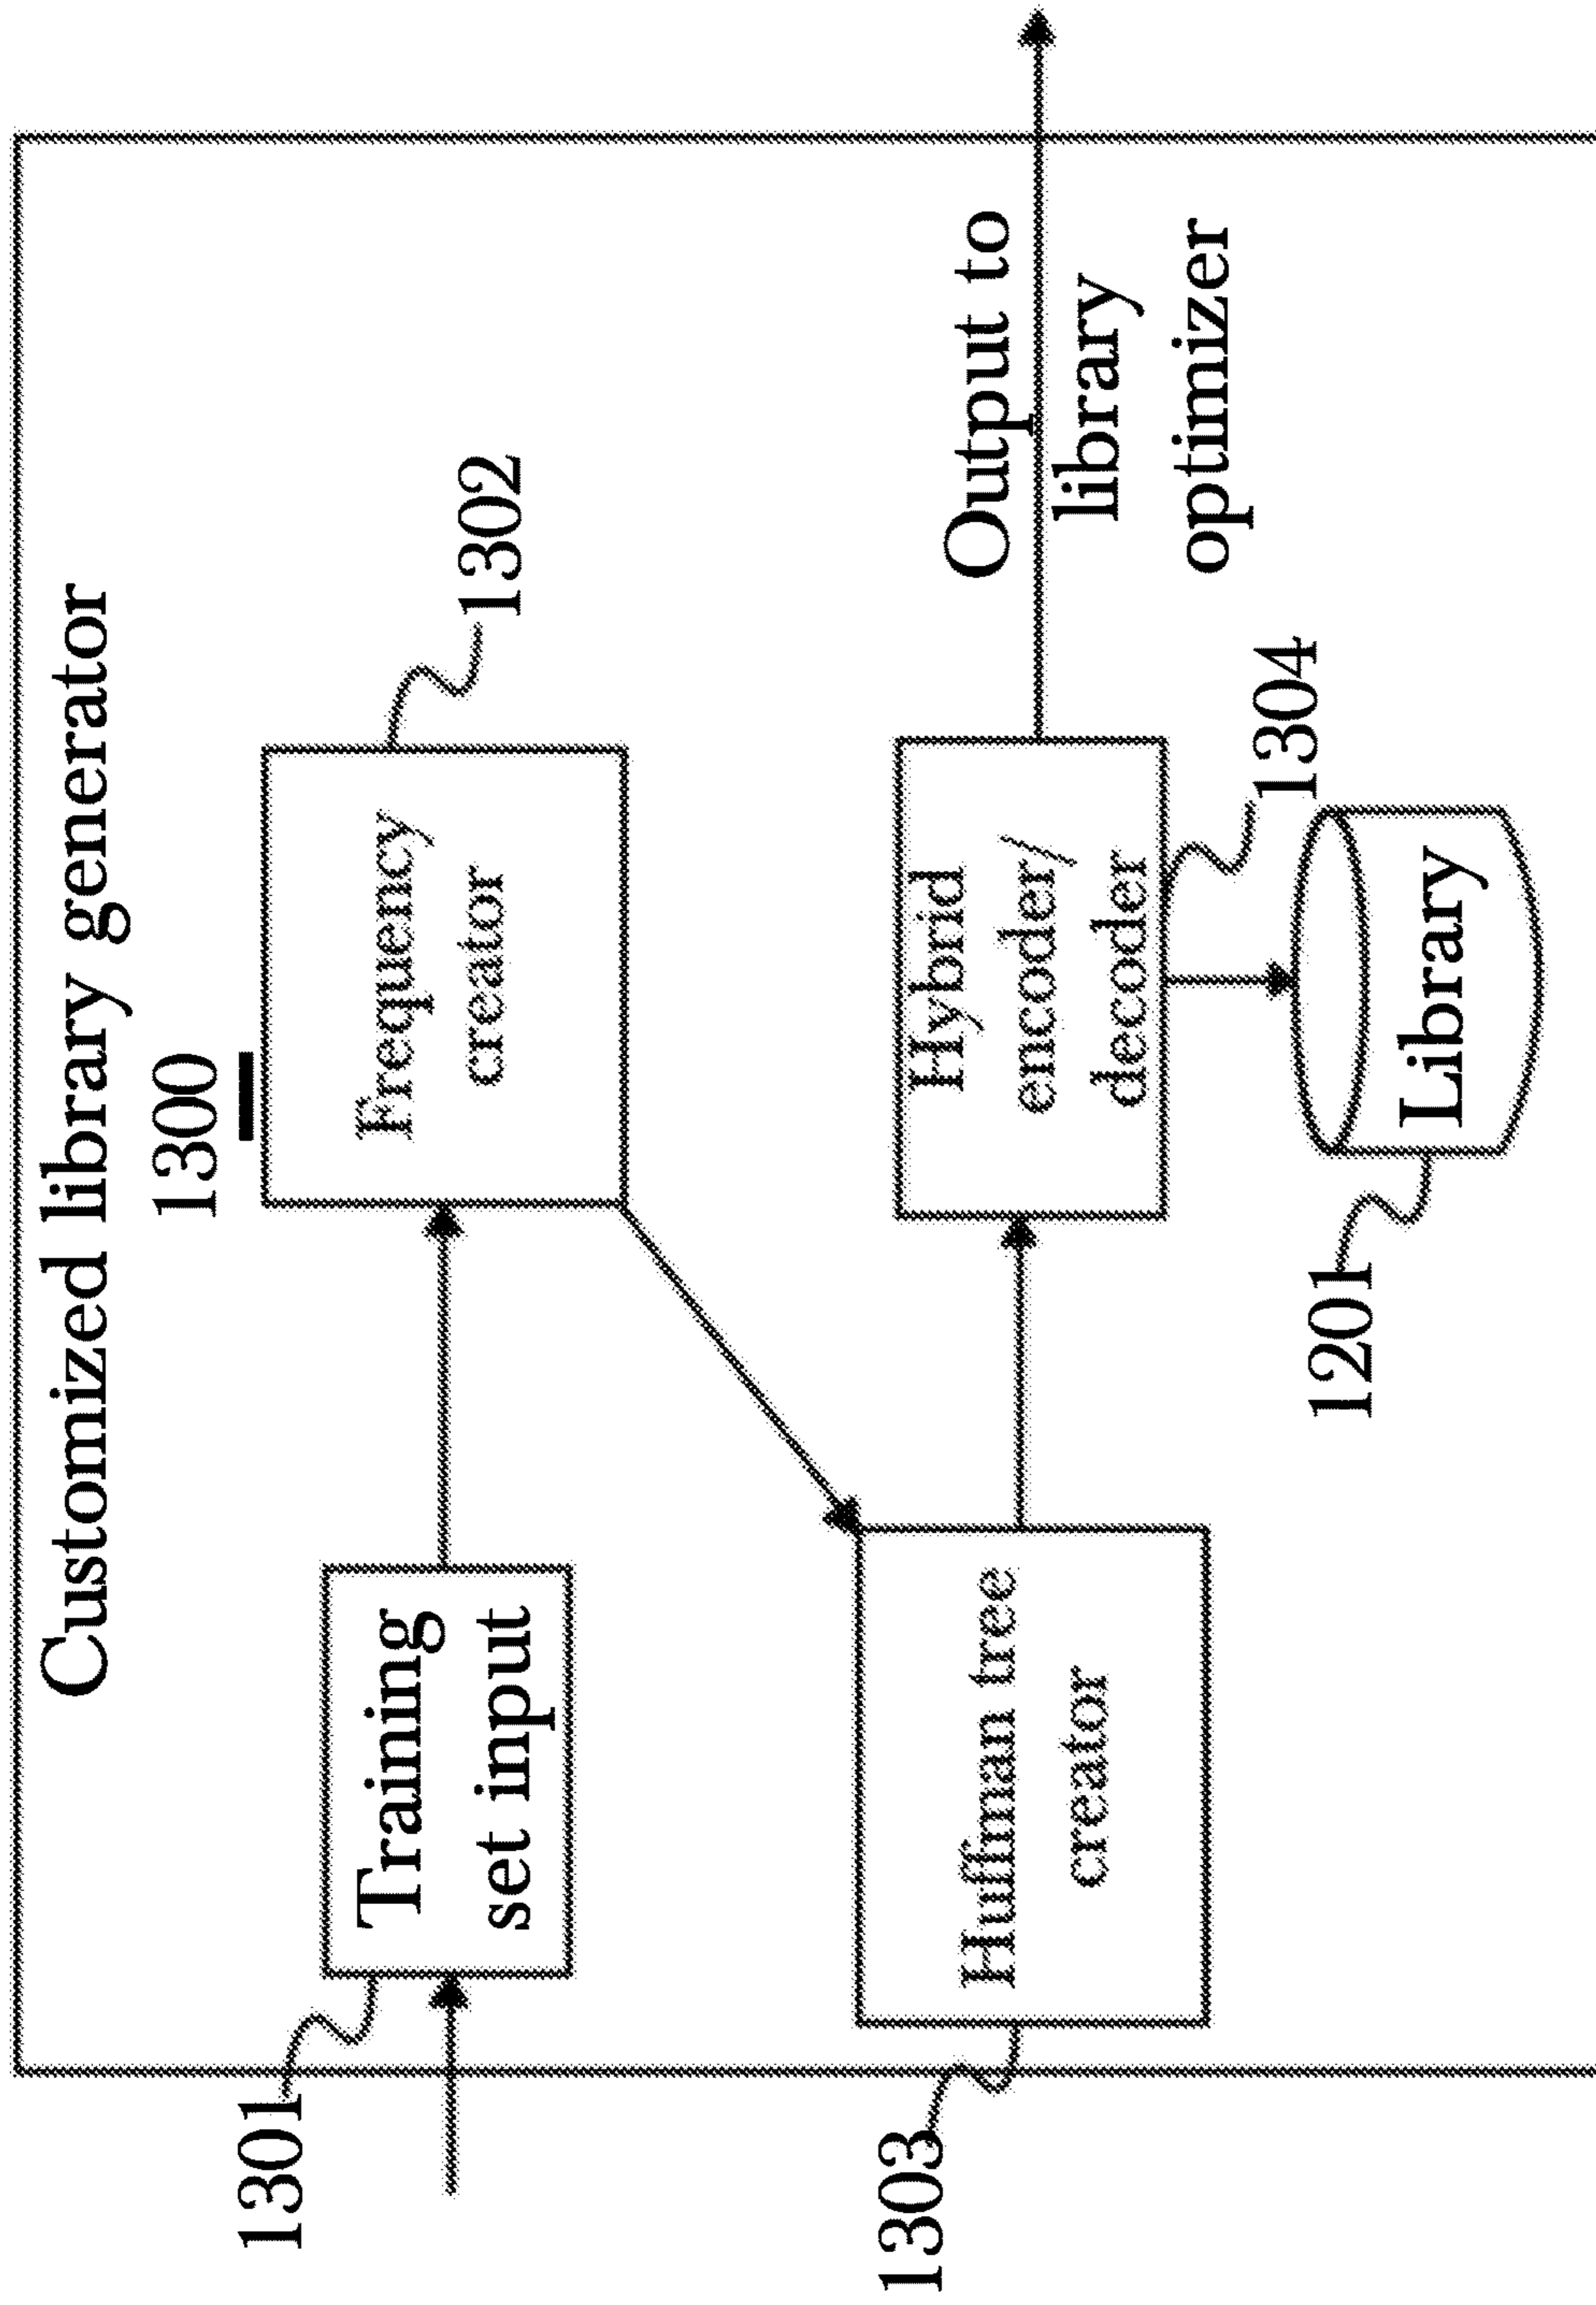 Customized library generator
1300
1301
Training
set input
Frequency
creator
1302
1303
Huffman tree
creator
Hybrid
encoder/
decoder
Output to
library
optimizer
1304
1201
Library